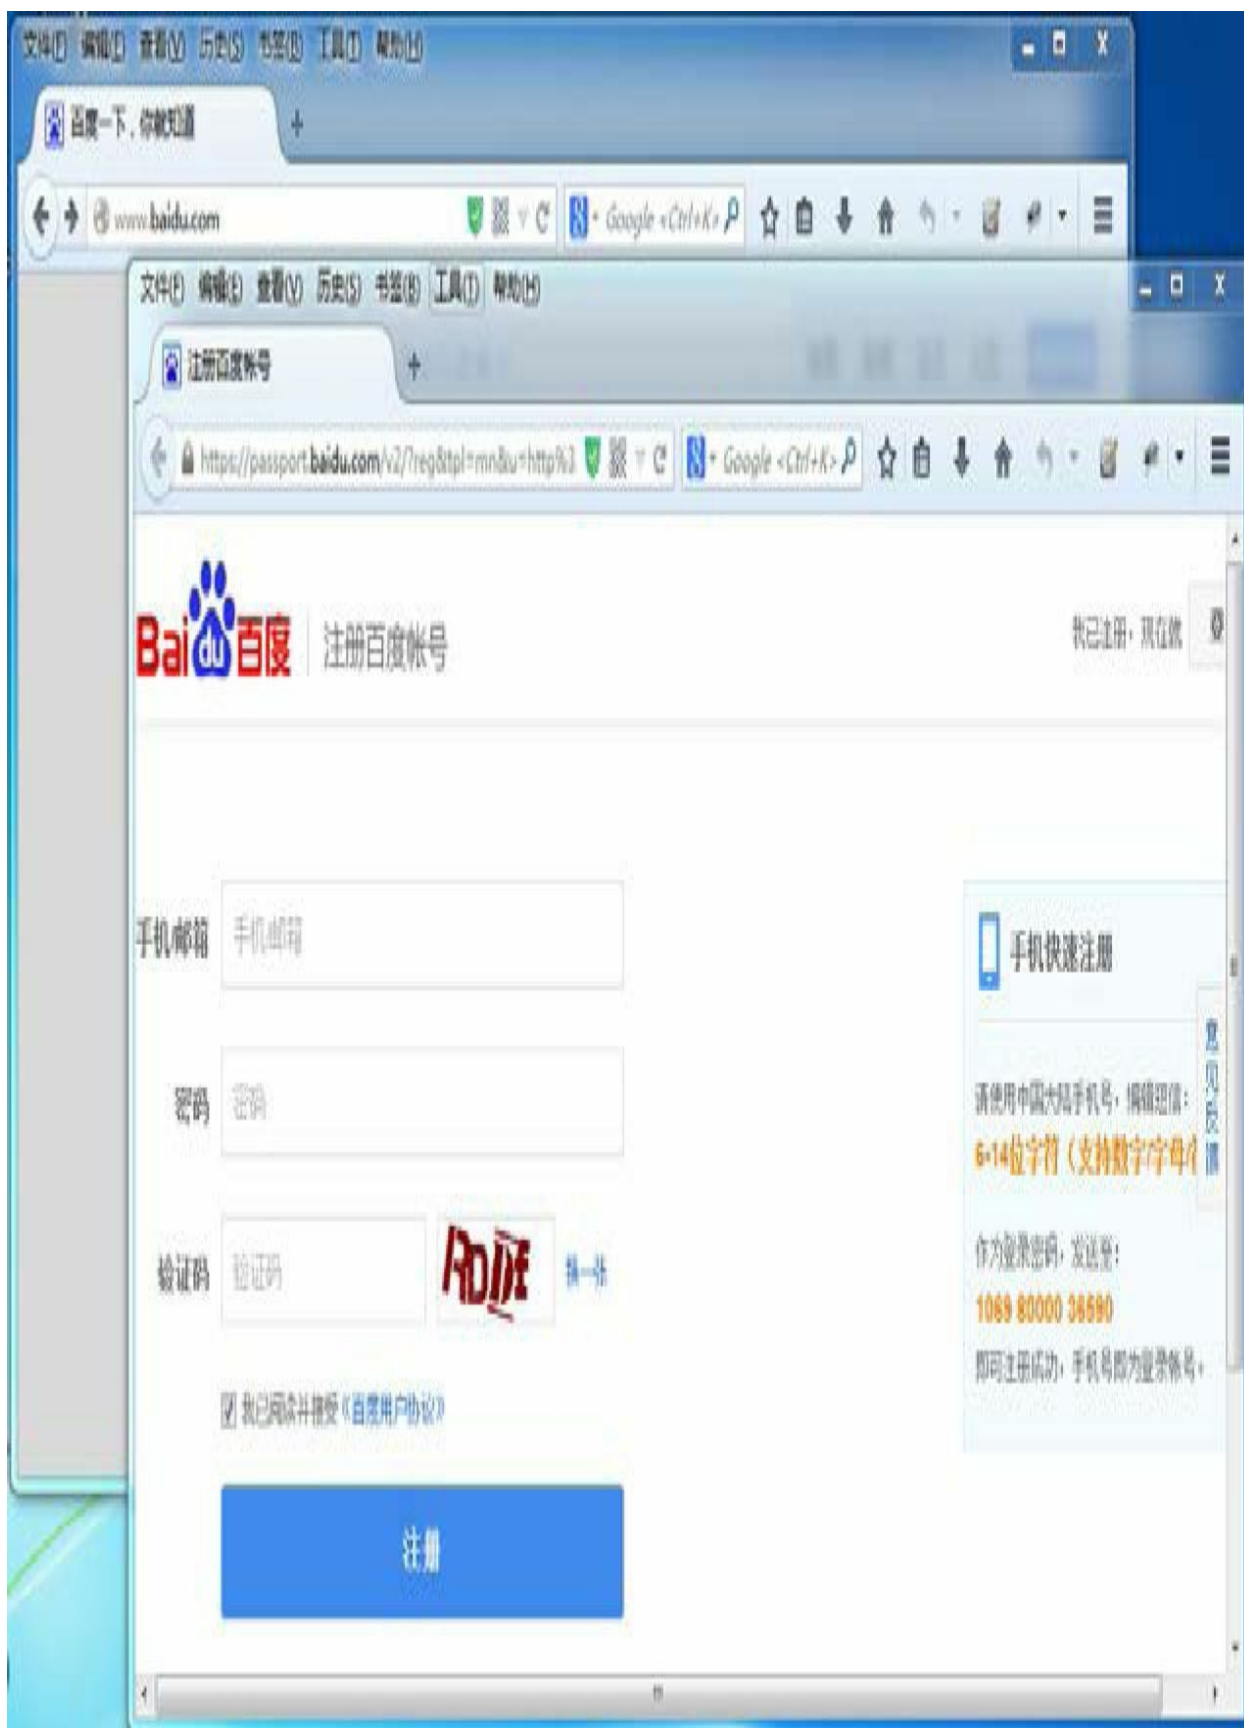 文件(F) 编辑(E) 查看(V) 历史(S) 书签(B) 工具(T) 帮助(H)
百度一下，你就知道
www.baidu.com
Google <Ctrl+K>
文件(F) 编辑(E) 查看(V) 历史(S) 书签(B) 工具(T) 帮助(H)
注册百度帐号
https://passport.baidu.com/v2/?reg&tpl=mn&u=http%3
Google <Ctrl+K>
Bai du 百度 注册百度帐号
我已注册，现在就
手机/邮箱 手机/邮箱
手机快速注册
密码 密码
请使用中国大陆手机号，编辑短信：
6-14位字符（支持数字/字母/
意见反馈
验证码 验证码 换一张
作为登录密码，发送至：
1069 80000 36590
即可注册成功，手机号即为登录帐号。
我已阅读并接受《百度用户协议》
注册